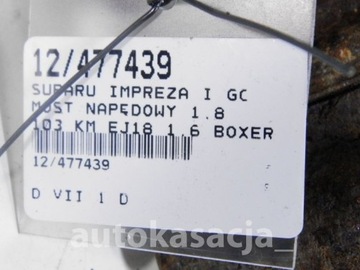 12/477439
SUBARU IMPREZA I GC
MOST NAPĘDOWY 1.8
103 KM EJ18 1.6 BOXER
12/477439
D VII 1 D
autokasacja